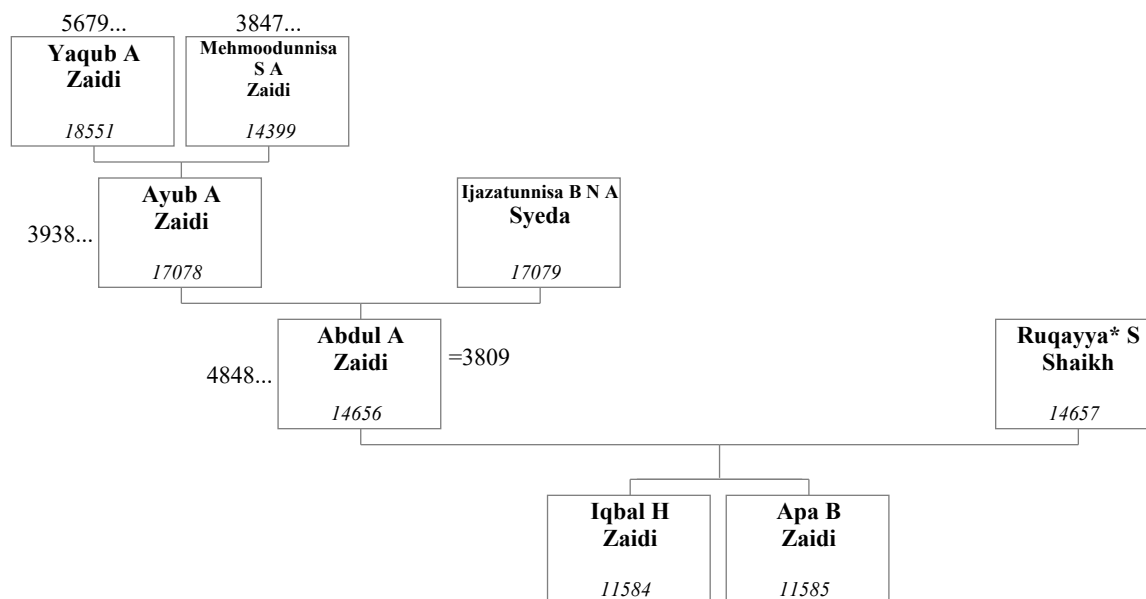 5679...
3847...
Yaqub A
Zaidi
18551
Mehmoodunnisa
S A
Zaidi
14399
3938...
Ayub A
Zaidi
17078
Ijazatunnisa B N A
Syeda
17079
4848...
Abdul A
Zaidi
14656
=3809
Ruqayya* S
Shaikh
14657
Iqbal H
Zaidi
11584
Apa B
Zaidi
11585